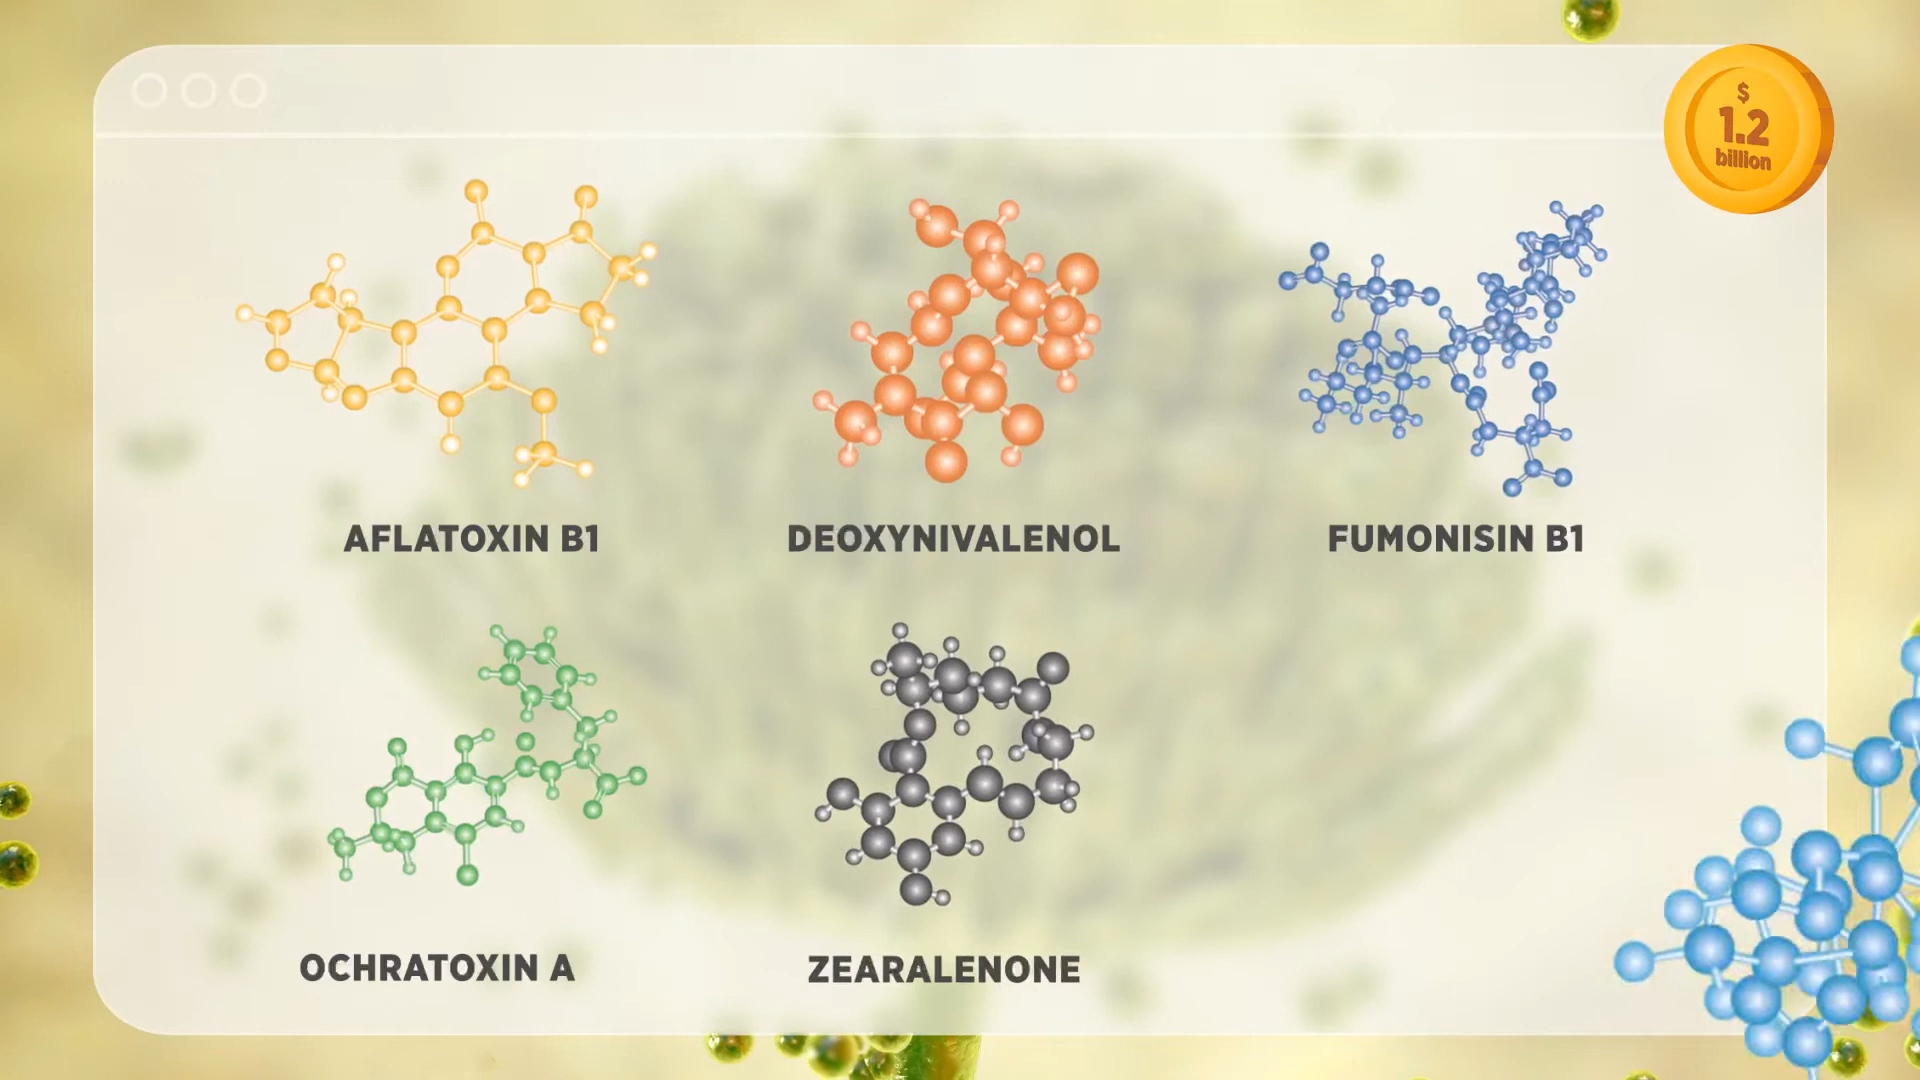 $
1.2
billion
AFLATOXIN B1
DEOXYNIVALENOL
FUMONISIN B1
OCHRATOXIN A
ZEARALENONE